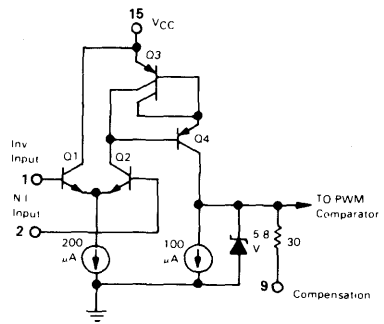 15
VCC
Q3
Q4
Inv
Input
Q1
Q2
1
N.I
Input
2
TO PWM
Comparator
200
μA
100
μA
5 8
V
30
9
Compensation